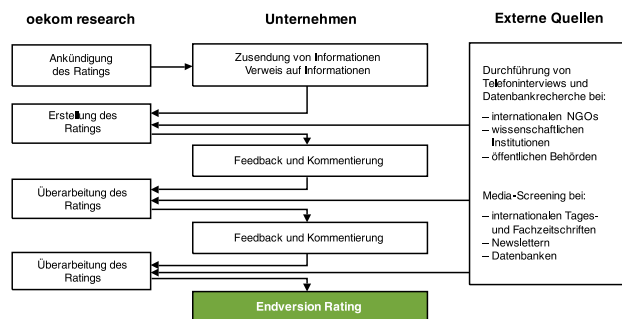 oekom research
Unternehmen
Externe Quellen
Ankündigung
des Ratings
Zusendung von Informationen
Verweis auf Informationen
Erstellung des
Ratings
Feedback und Kommentierung
Überarbeitung des
Ratings
Feedback und Kommentierung
Überarbeitung des
Ratings
Endversion Rating
Durchführung von
Telefoninterviews und
Datenbankrecherche bei:
– internationalen NGOs
– wissenschaftlichen
Institutionen
– öffentlichen Behörden
Media-Screening bei:
– internationalen Tages-
und Fachzeitschriften
– Newslettern
– Datenbanken